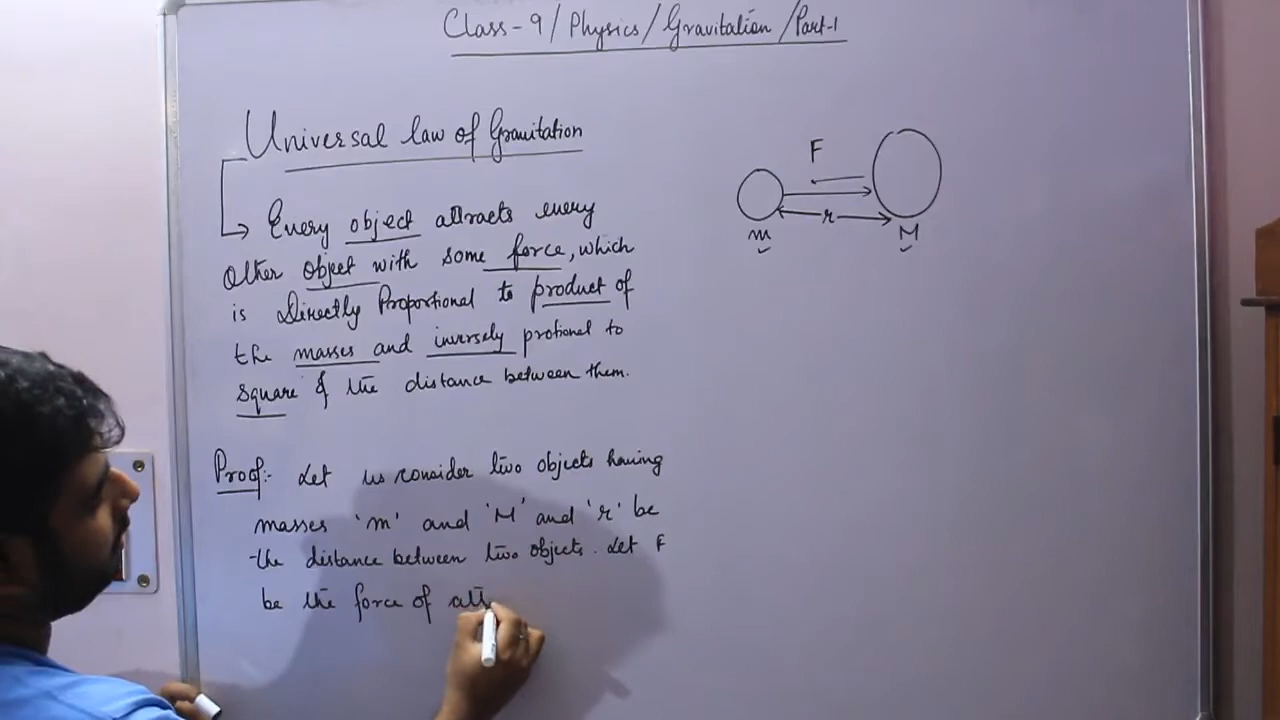 Class-9/Physics/Gravitation/Part-1
Universal law of Gravitation
Every object attracts every
other object with some force, which
is Directly Proportional to product of
the masses and inversely protional to
square of the distance between them.
F
r
m
M
Proof:- Let us consider two objects having
masses 'm' and 'M' and 'r' be
the distance between two objects. Let F
be the force of att